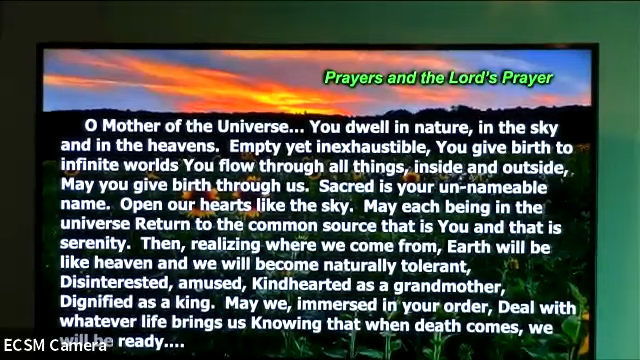 Prayers and the Lord's Prayer
O Mother of the Universe... You dwell in nature, in the sky
and in the heavens. Empty yet inexhaustible, You give birth to
infinite worlds You flow through all things, inside and outside,
May you give birth through us. Sacred is your un-nameable
name. Open our hearts like the sky. May each being in the
universe Return to the common source that is You and that is
serenity. Then, realizing where we come from, Earth will be
like heaven and we will become naturally tolerant,
Disinterested, amused, Kindhearted as a grandmother,
Dignified as a king. May we, immersed in your order, Deal with
whatever life brings us Knowing that when death comes, we
will be ready....
ECSM Camera